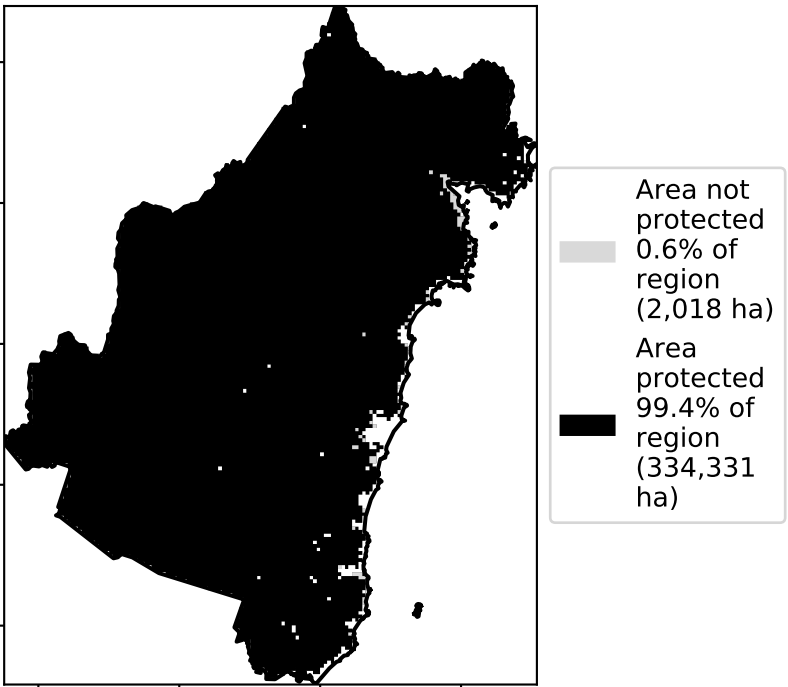 Area not
protected
0.6% of
region
(2,018 ha)
Area
protected
99.4% of
region
(334,331
ha)